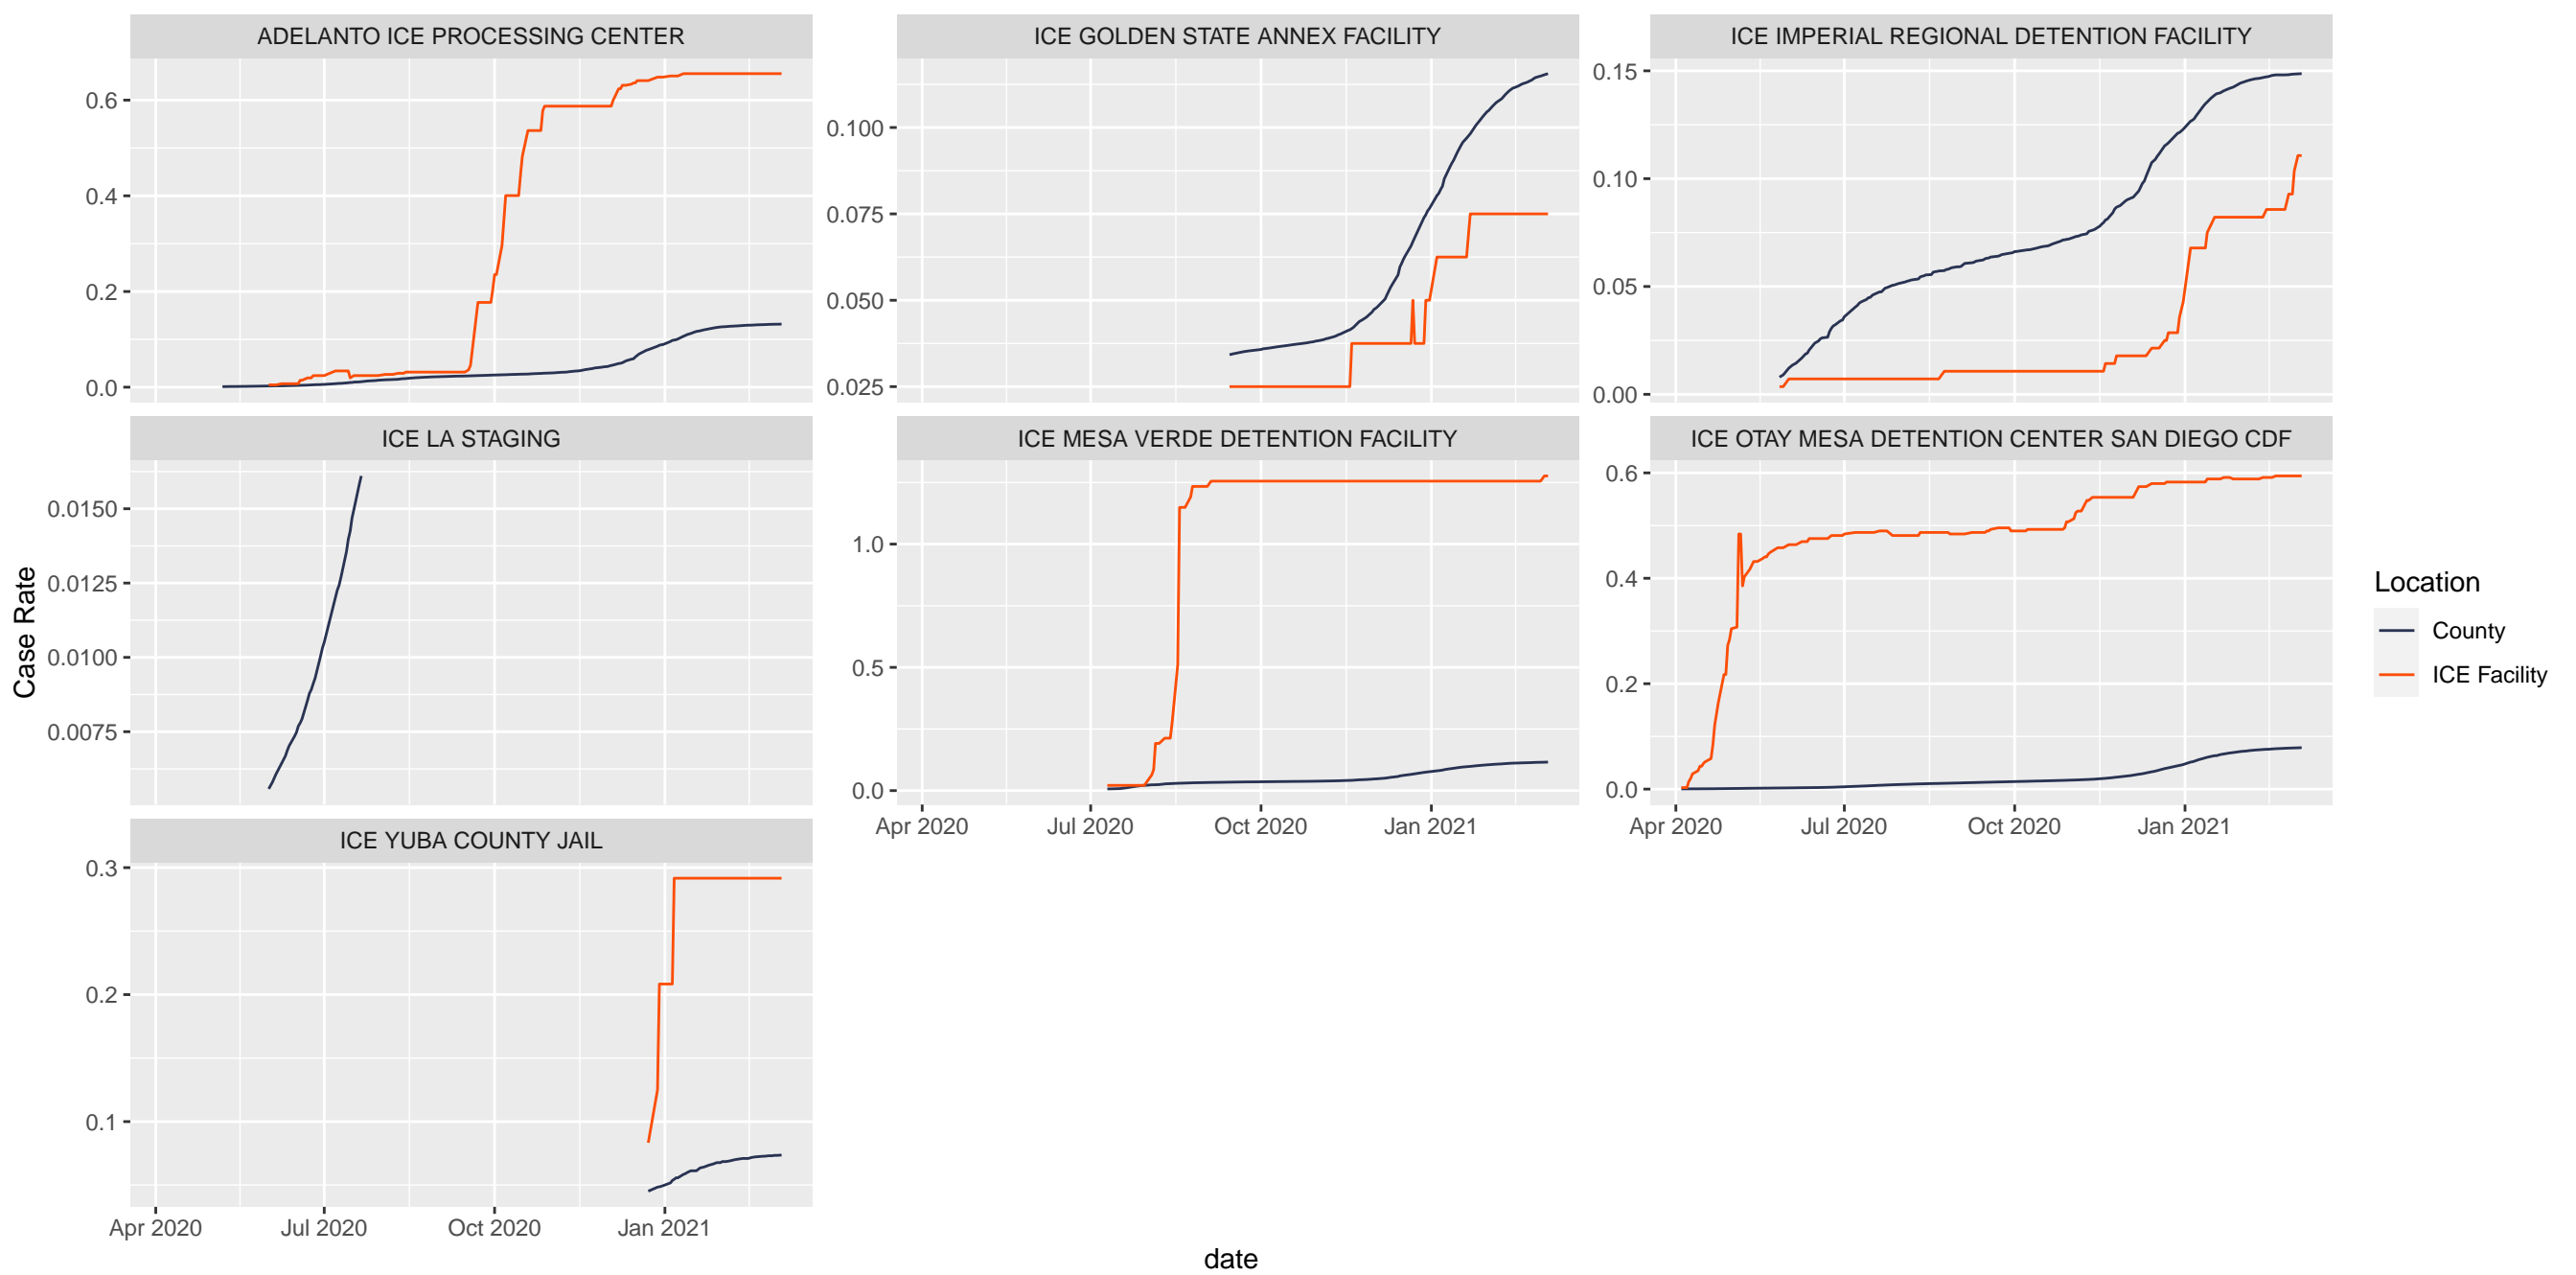 ADELANTO ICE PROCESSING CENTER
ICE GOLDEN STATE ANNEX FACILITY
ICE IMPERIAL REGIONAL DETENTION FACILITY
0.6
0.4
0.2
0.0
0.100
0.075
0.050
0.025
0.15
0.10
0.05
0.00
ICE LA STAGING
ICE MESA VERDE DETENTION FACILITY
ICE OTAY MESA DETENTION CENTER SAN DIEGO CDF
0.0150
0.0125
0.0100
0.0075
1.0
0.5
0.0
0.6
0.4
0.2
0.0
Apr 2020 Jul 2020 Oct 2020 Jan 2021
Apr 2020 Jul 2020 Oct 2020 Jan 2021
ICE YUBA COUNTY JAIL
0.3
0.2
0.1
Apr 2020 Jul 2020 Oct 2020 Jan 2021
Case Rate
date
Location
County
ICE Facility